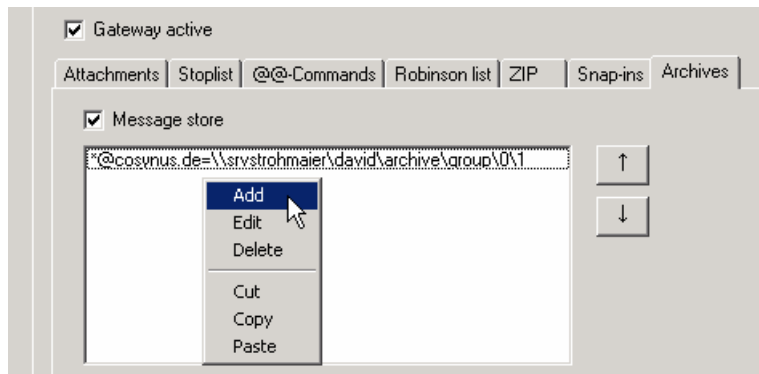 Gateway active
Attachments Stoplist @@-Commands Robinson list ZIP Snap-ins Archives
Message store
*@cosynus.de=\\srvstrohmaier\david\archive\group\0\1
Add
Edit
Delete
Cut
Copy
Paste